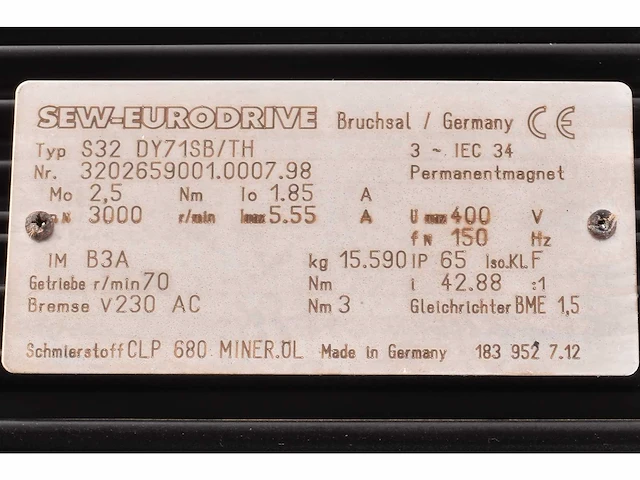 SEW-EURODRIVE Bruchsal / Germany CE
Typ S32 DY71SB/TH 3 ~ IEC 34
Nr. 3202659001.0007.98 Permanentmagnet
Mo 2,5 Nm Io 1.85 A
nN 3000 r/min Imax 5.55 A Umax 400 V
fN 150 Hz
IM B3A kg 15.590 IP 65 Iso.Kl. F
Getriebe r/min 70 Nm i 42.88 :1
Bremse V230 AC Nm 3 Gleichrichter BME 1,5
Schmierstoff CLP 680 MINER.ÖL Made in Germany 183 952 7.12